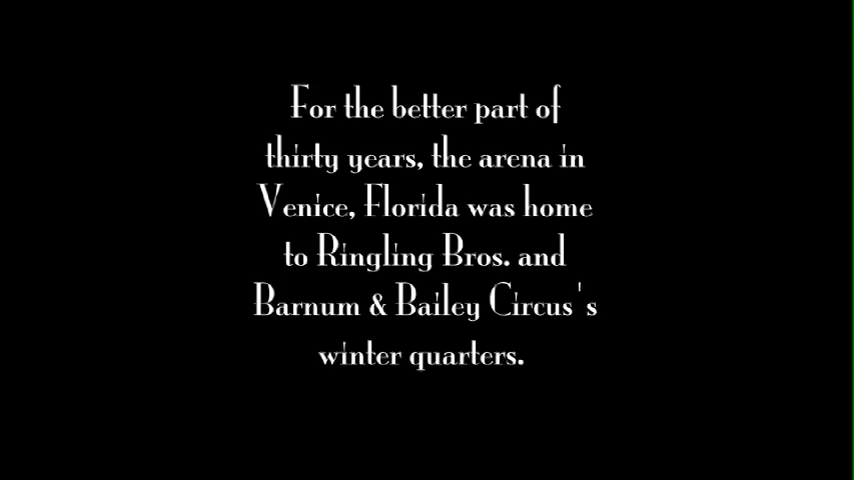 For the better part of
thirty years, the arena in
Venice, Florida was home
to Ringling Bros. and
Barnum & Bailey Circus's
winter quarters.